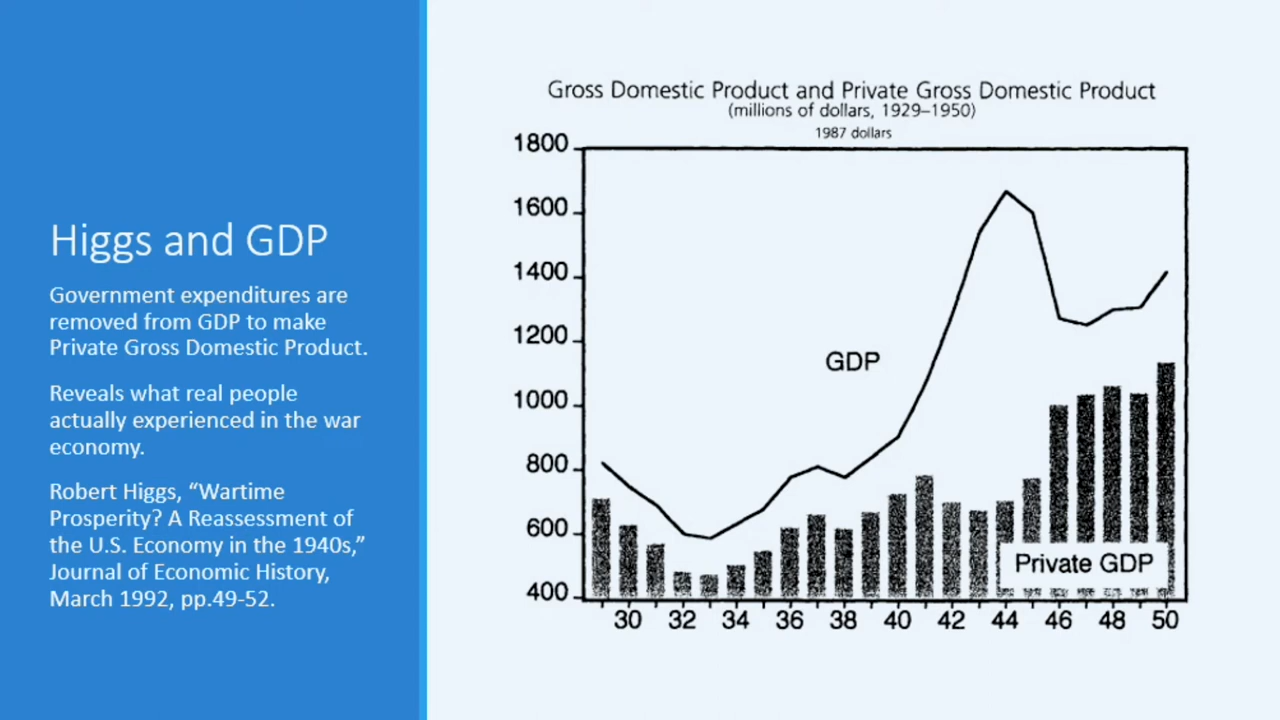 Higgs and GDP
Government expenditures are
removed from GDP to make
Private Gross Domestic Product.
Reveals what real people
actually experienced in the war
economy.
Robert Higgs, “Wartime
Prosperity? A Reassessment of
the U.S. Economy in the 1940s,”
Journal of Economic History,
March 1992, pp.49-52.
Gross Domestic Product and Private Gross Domestic Product
(millions of dollars, 1929–1950)
1987 dollars
1800
1600
1400
1200
1000
800
600
400
GDP
Private GDP
30 32 34 36 38 40 42 44 46 48 50